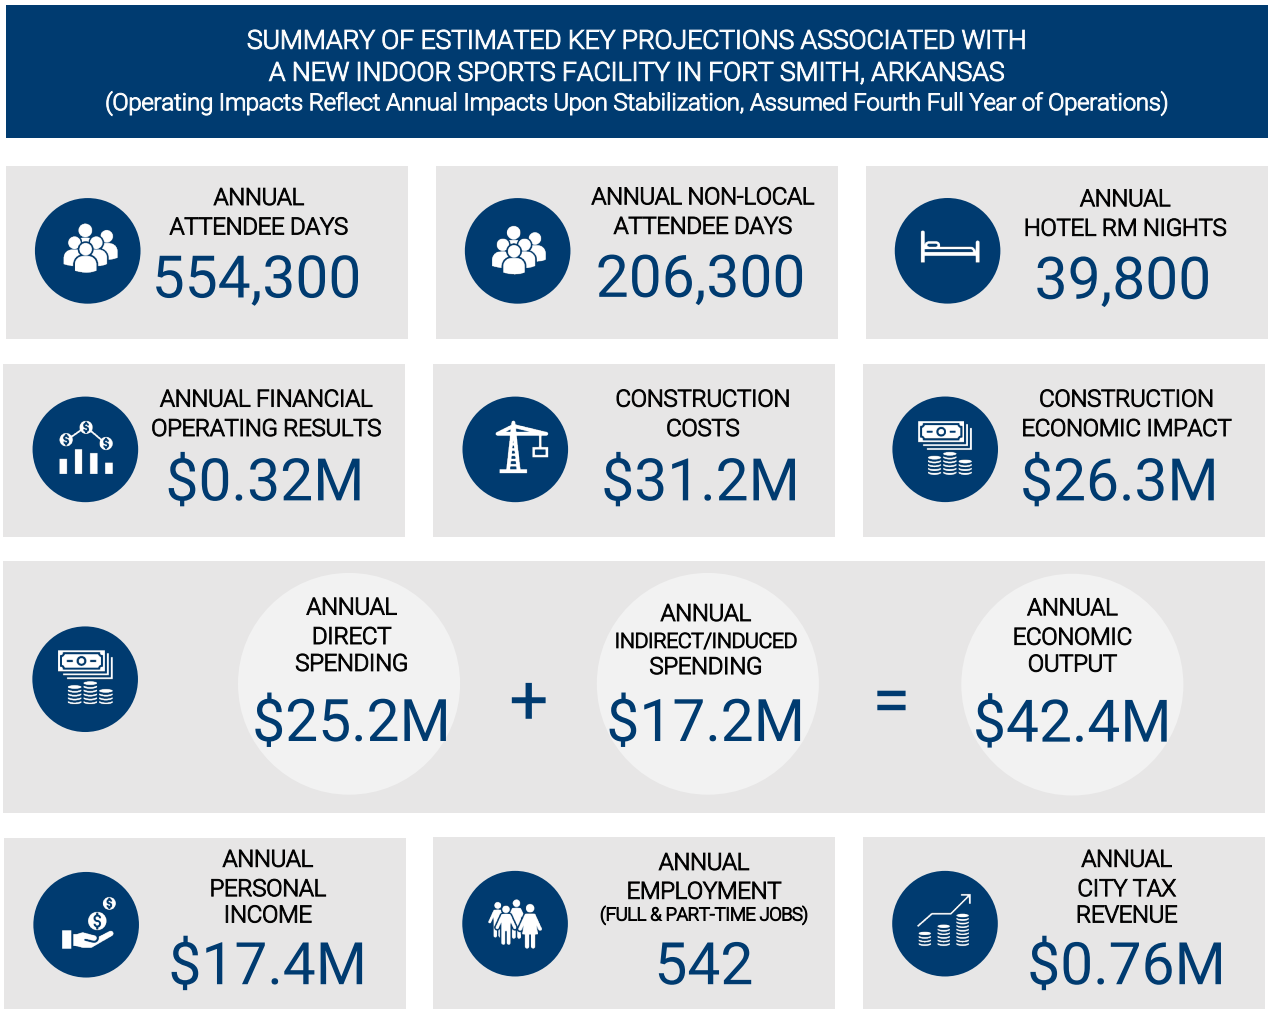 SUMMARY OF ESTIMATED KEY PROJECTIONS ASSOCIATED WITH
A NEW INDOOR SPORTS FACILITY IN FORT SMITH, ARKANSAS
(Operating Impacts Reflect Annual Impacts Upon Stabilization, Assumed Fourth Full Year of Operations)
ANNUAL
ATTENDEE DAYS
554,300
ANNUAL NON-LOCAL
ATTENDEE DAYS
206,300
ANNUAL
HOTEL RM NIGHTS
39,800
ANNUAL FINANCIAL
OPERATING RESULTS
$0.32M
CONSTRUCTION
COSTS
$31.2M
CONSTRUCTION
ECONOMIC IMPACT
$26.3M
ANNUAL
DIRECT
SPENDING
$25.2M
+
ANNUAL
INDIRECT/INDUCED
SPENDING
$17.2M
=
ANNUAL
ECONOMIC
OUTPUT
$42.4M
ANNUAL
PERSONAL
INCOME
$17.4M
ANNUAL
EMPLOYMENT
(FULL & PART-TIME JOBS)
542
ANNUAL
CITY TAX
REVENUE
$0.76M